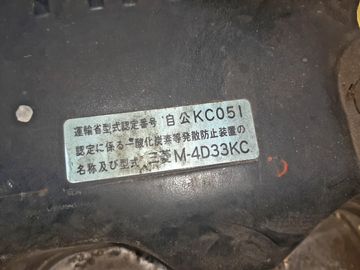 運輸省型式認定番号 自公KC051
認定に係る一酸化炭素等発散防止装置の
名称及び型式 三菱M-4D33KC